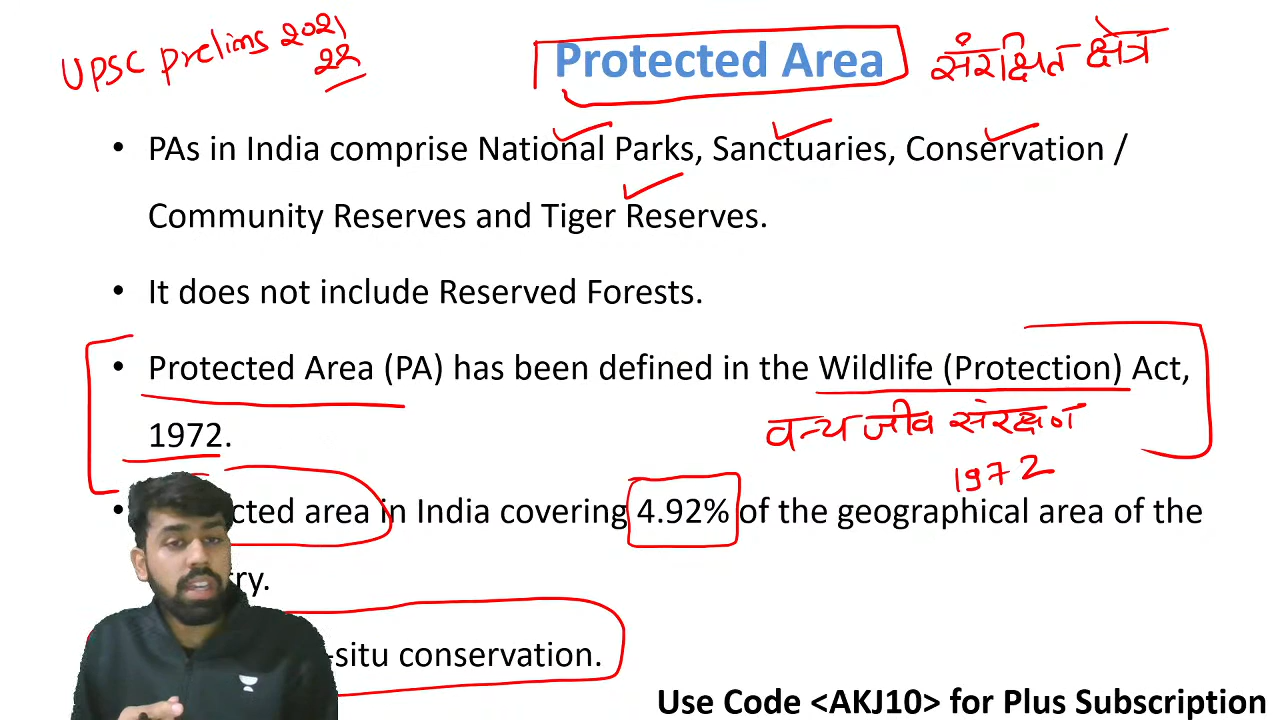 UPSC prelims 2021
22
Protected Area
संरक्षित क्षेत्र
• PAs in India comprise National Parks, Sanctuaries, Conservation /
Community Reserves and Tiger Reserves.
• It does not include Reserved Forests.
• Protected Area (PA) has been defined in the Wildlife (Protection) Act,
1972.
वन्य जीव संरक्षण
1972
• cted area in India covering 4.92% of the geographical area of the
ry.
-situ conservation.
Use Code <AKJ10> for Plus Subscription